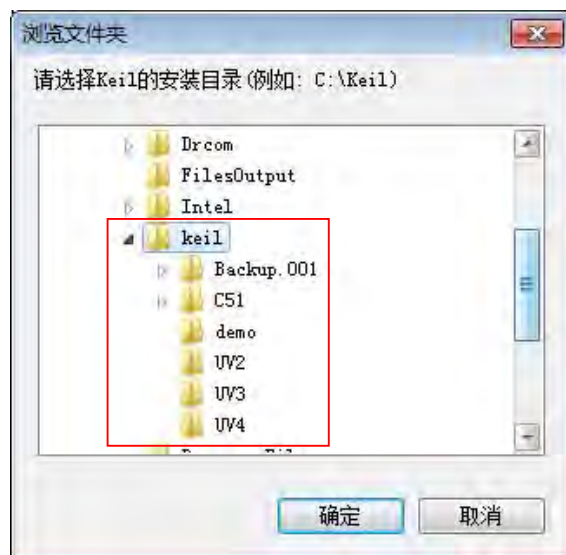 浏览文件夹
请选择Keil的安装目录(例如: C:\Keil)
Drcom
FilesOutput
Intel
keil
Backup.001
C51
demo
UV2
UV3
UV4
确定
取消